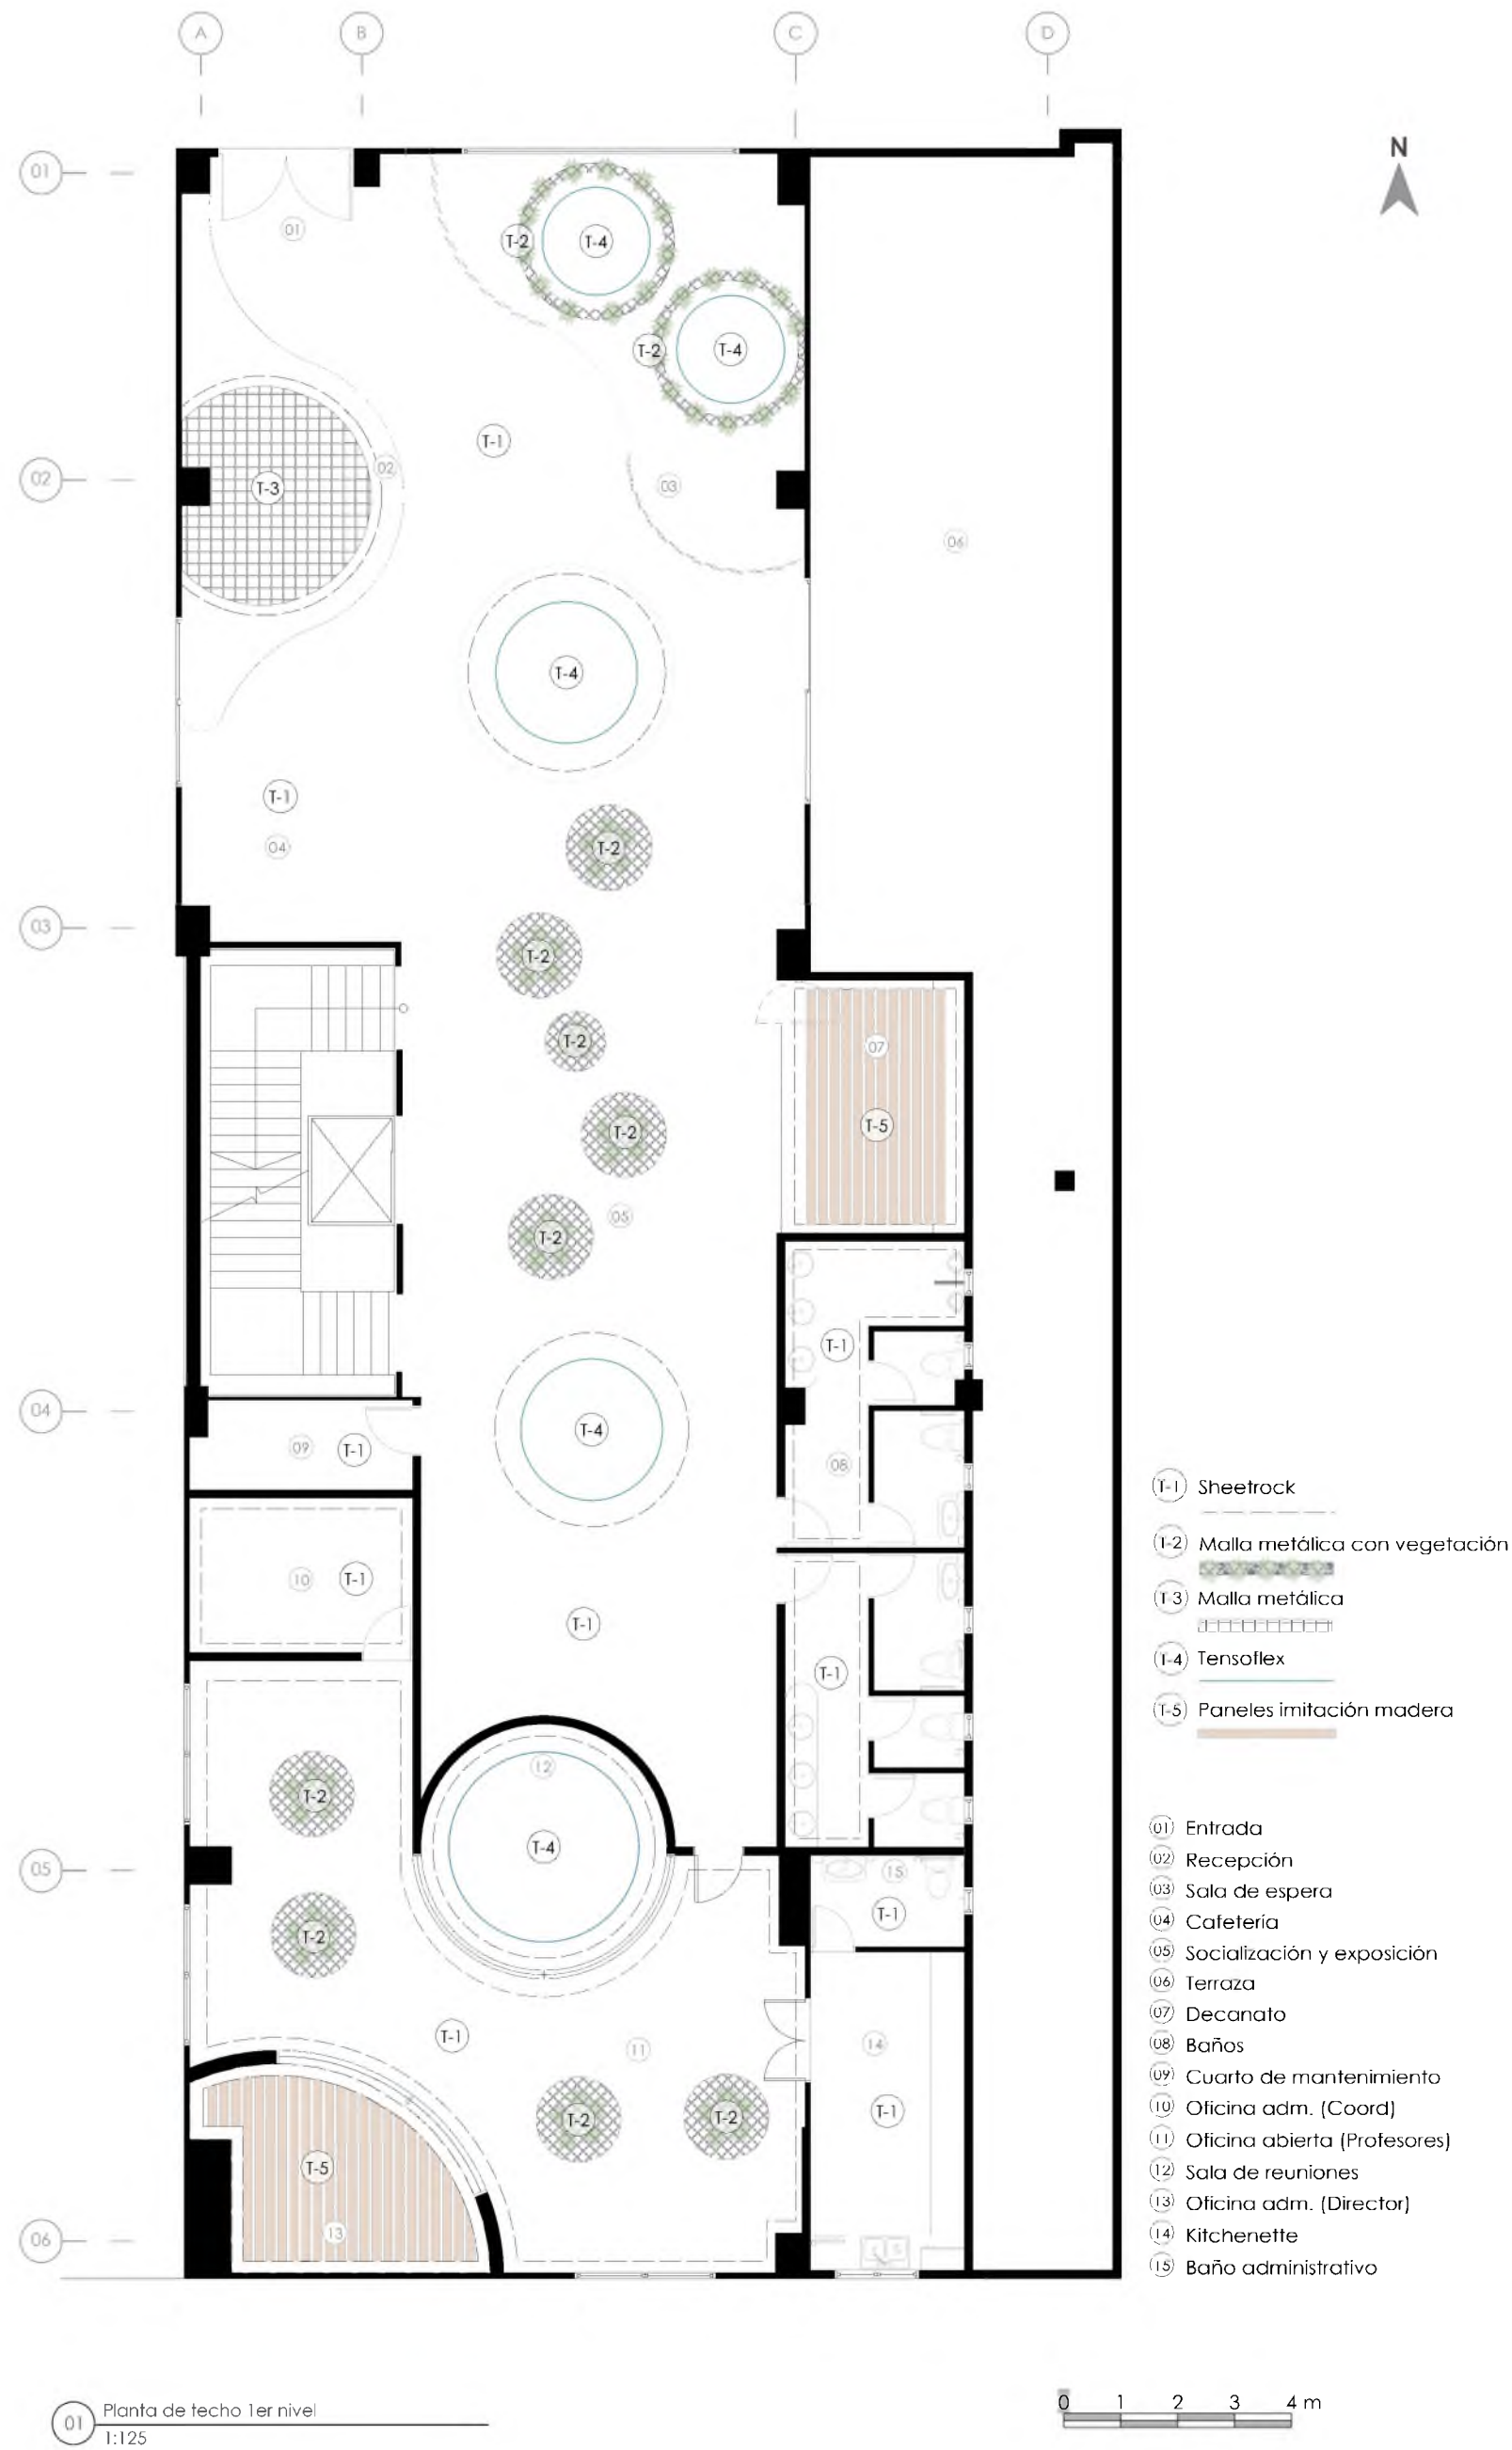 A B C D
N
01
01
T-2 T-4
T-2 T-4
T-1
02
02
T-3
03
06
T-4
T-1
04
T-2
03
T-2
T-2
07
T-5
T-2
05
T-2
T-1
04
T-4
09 T-1
08
10 T-1
T-1
T-1
12
T-2
T-4
05
15
T-1
T-2
T-1
11
14
T-2
T-2
T-1
T-5
13
06
T-1 Sheetrock
T-2 Malla metálica con vegetación
T-3 Malla metálica
T-4 Tensoflex
T-5 Paneles imitación madera
01 Entrada
02 Recepción
03 Sala de espera
04 Cafetería
05 Socialización y exposición
06 Terraza
07 Decanato
08 Baños
09 Cuarto de mantenimiento
10 Oficina adm. (Coord)
11 Oficina abierta (Profesores)
12 Sala de reuniones
13 Oficina adm. (Director)
14 Kitchenette
15 Baño administrativo
01 Planta de techo 1er nivel
1:125
0 1 2 3 4 m